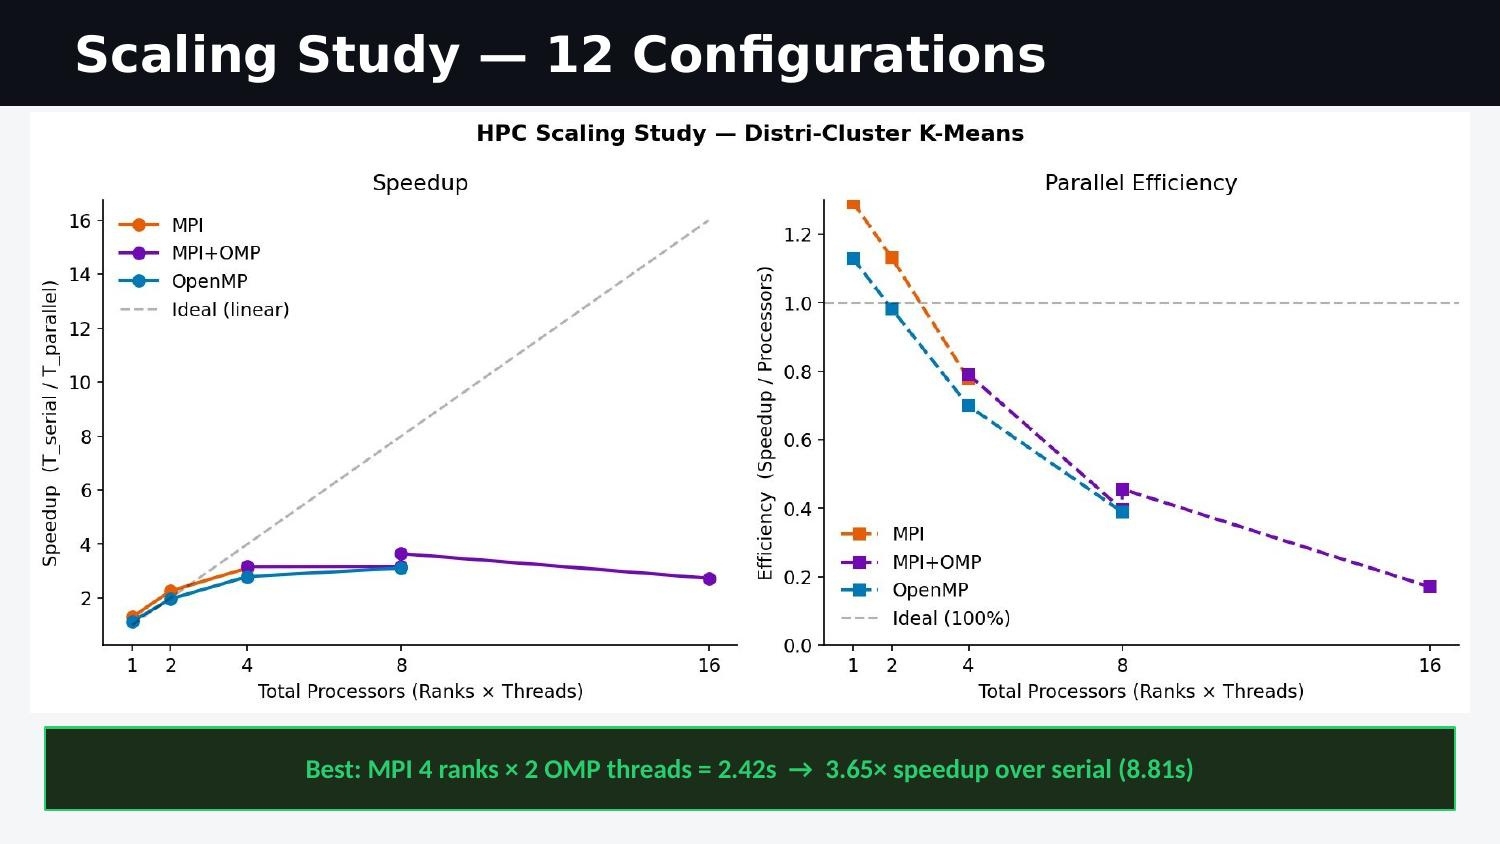 Scaling Study — 12 Configurations
HPC Scaling Study — Distri-Cluster K-Means
Speedup
Speedup (T_serial / T_parallel)
16
14
12
10
8
6
4
2
MPI
MPI+OMP
OpenMP
Ideal (linear)
1 2 4 8 16
Total Processors (Ranks × Threads)
Parallel Efficiency
Efficiency (Speedup / Processors)
1.2
1.0
0.8
0.6
0.4
0.2
0.0
MPI
MPI+OMP
OpenMP
Ideal (100%)
1 2 4 8 16
Total Processors (Ranks × Threads)
Best: MPI 4 ranks × 2 OMP threads = 2.42s → 3.65× speedup over serial (8.81s)